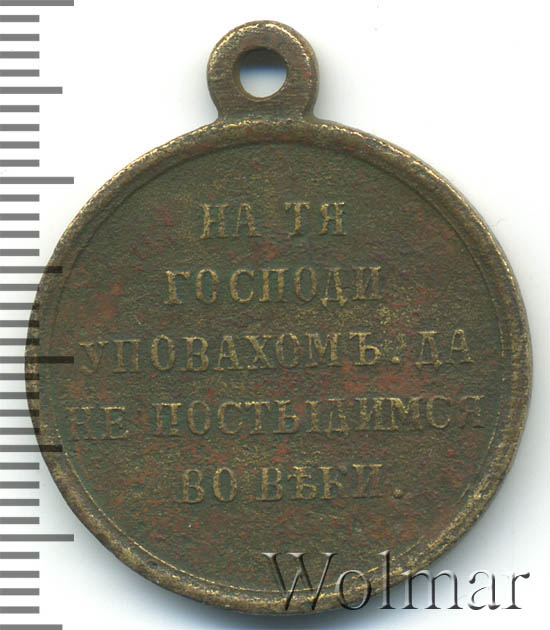 НА ТЯ
ГОСПОДИ
УПОВАХОМЪ. ДА
НЕ ПОСТЫДИМСЯ
ВО ВѢКИ.
Wolmar